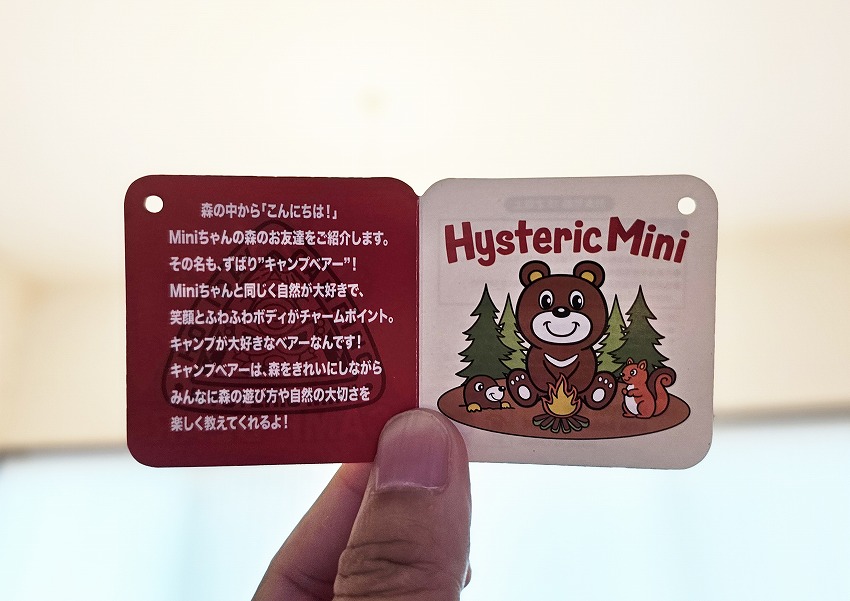 森の中から「こんにちは！」
Miniちゃんの森のお友達をご紹介します。
その名も、ずばり"キャンプベアー"！
Miniちゃんと同じく自然が大好きで、
笑顔とふわふわボディがチャームポイント。
キャンプが大好きなベアーなんです！
キャンプベアーは、森をきれいにしながら
みんなに森の遊び方や自然の大切さを
楽しく教えてくれるよ！
Hysteric Mini